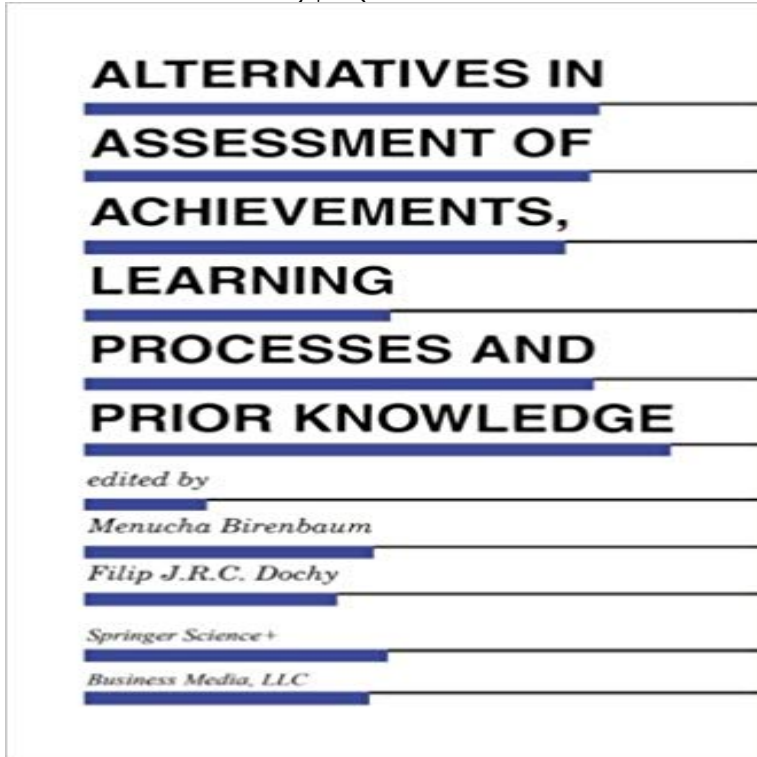 ALTERNATIVES IN
ASSESSMENT OF
ACHIEVEMENTS,
LEARNING
PROCESSES AND
PRIOR KNOWLEDGE
edited by
Menucha Birenbaum
Filip J.R.C. Dochy
Springer Science+
Business Media, LLC